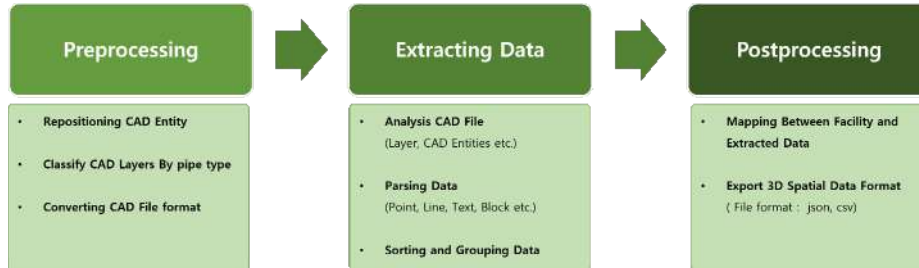 Preprocessing
• Repositioning CAD Entity
• Classify CAD Layers By pipe type
• Converting CAD File format
Extracting Data
• Analysis CAD File
(Layer, CAD Entities etc.)
• Parsing Data
(Point, Line, Text, Block etc.)
• Sorting and Grouping Data
Postprocessing
• Mapping Between Facility and
Extracted Data
• Export 3D Spatial Data Format
( File format : json, csv)